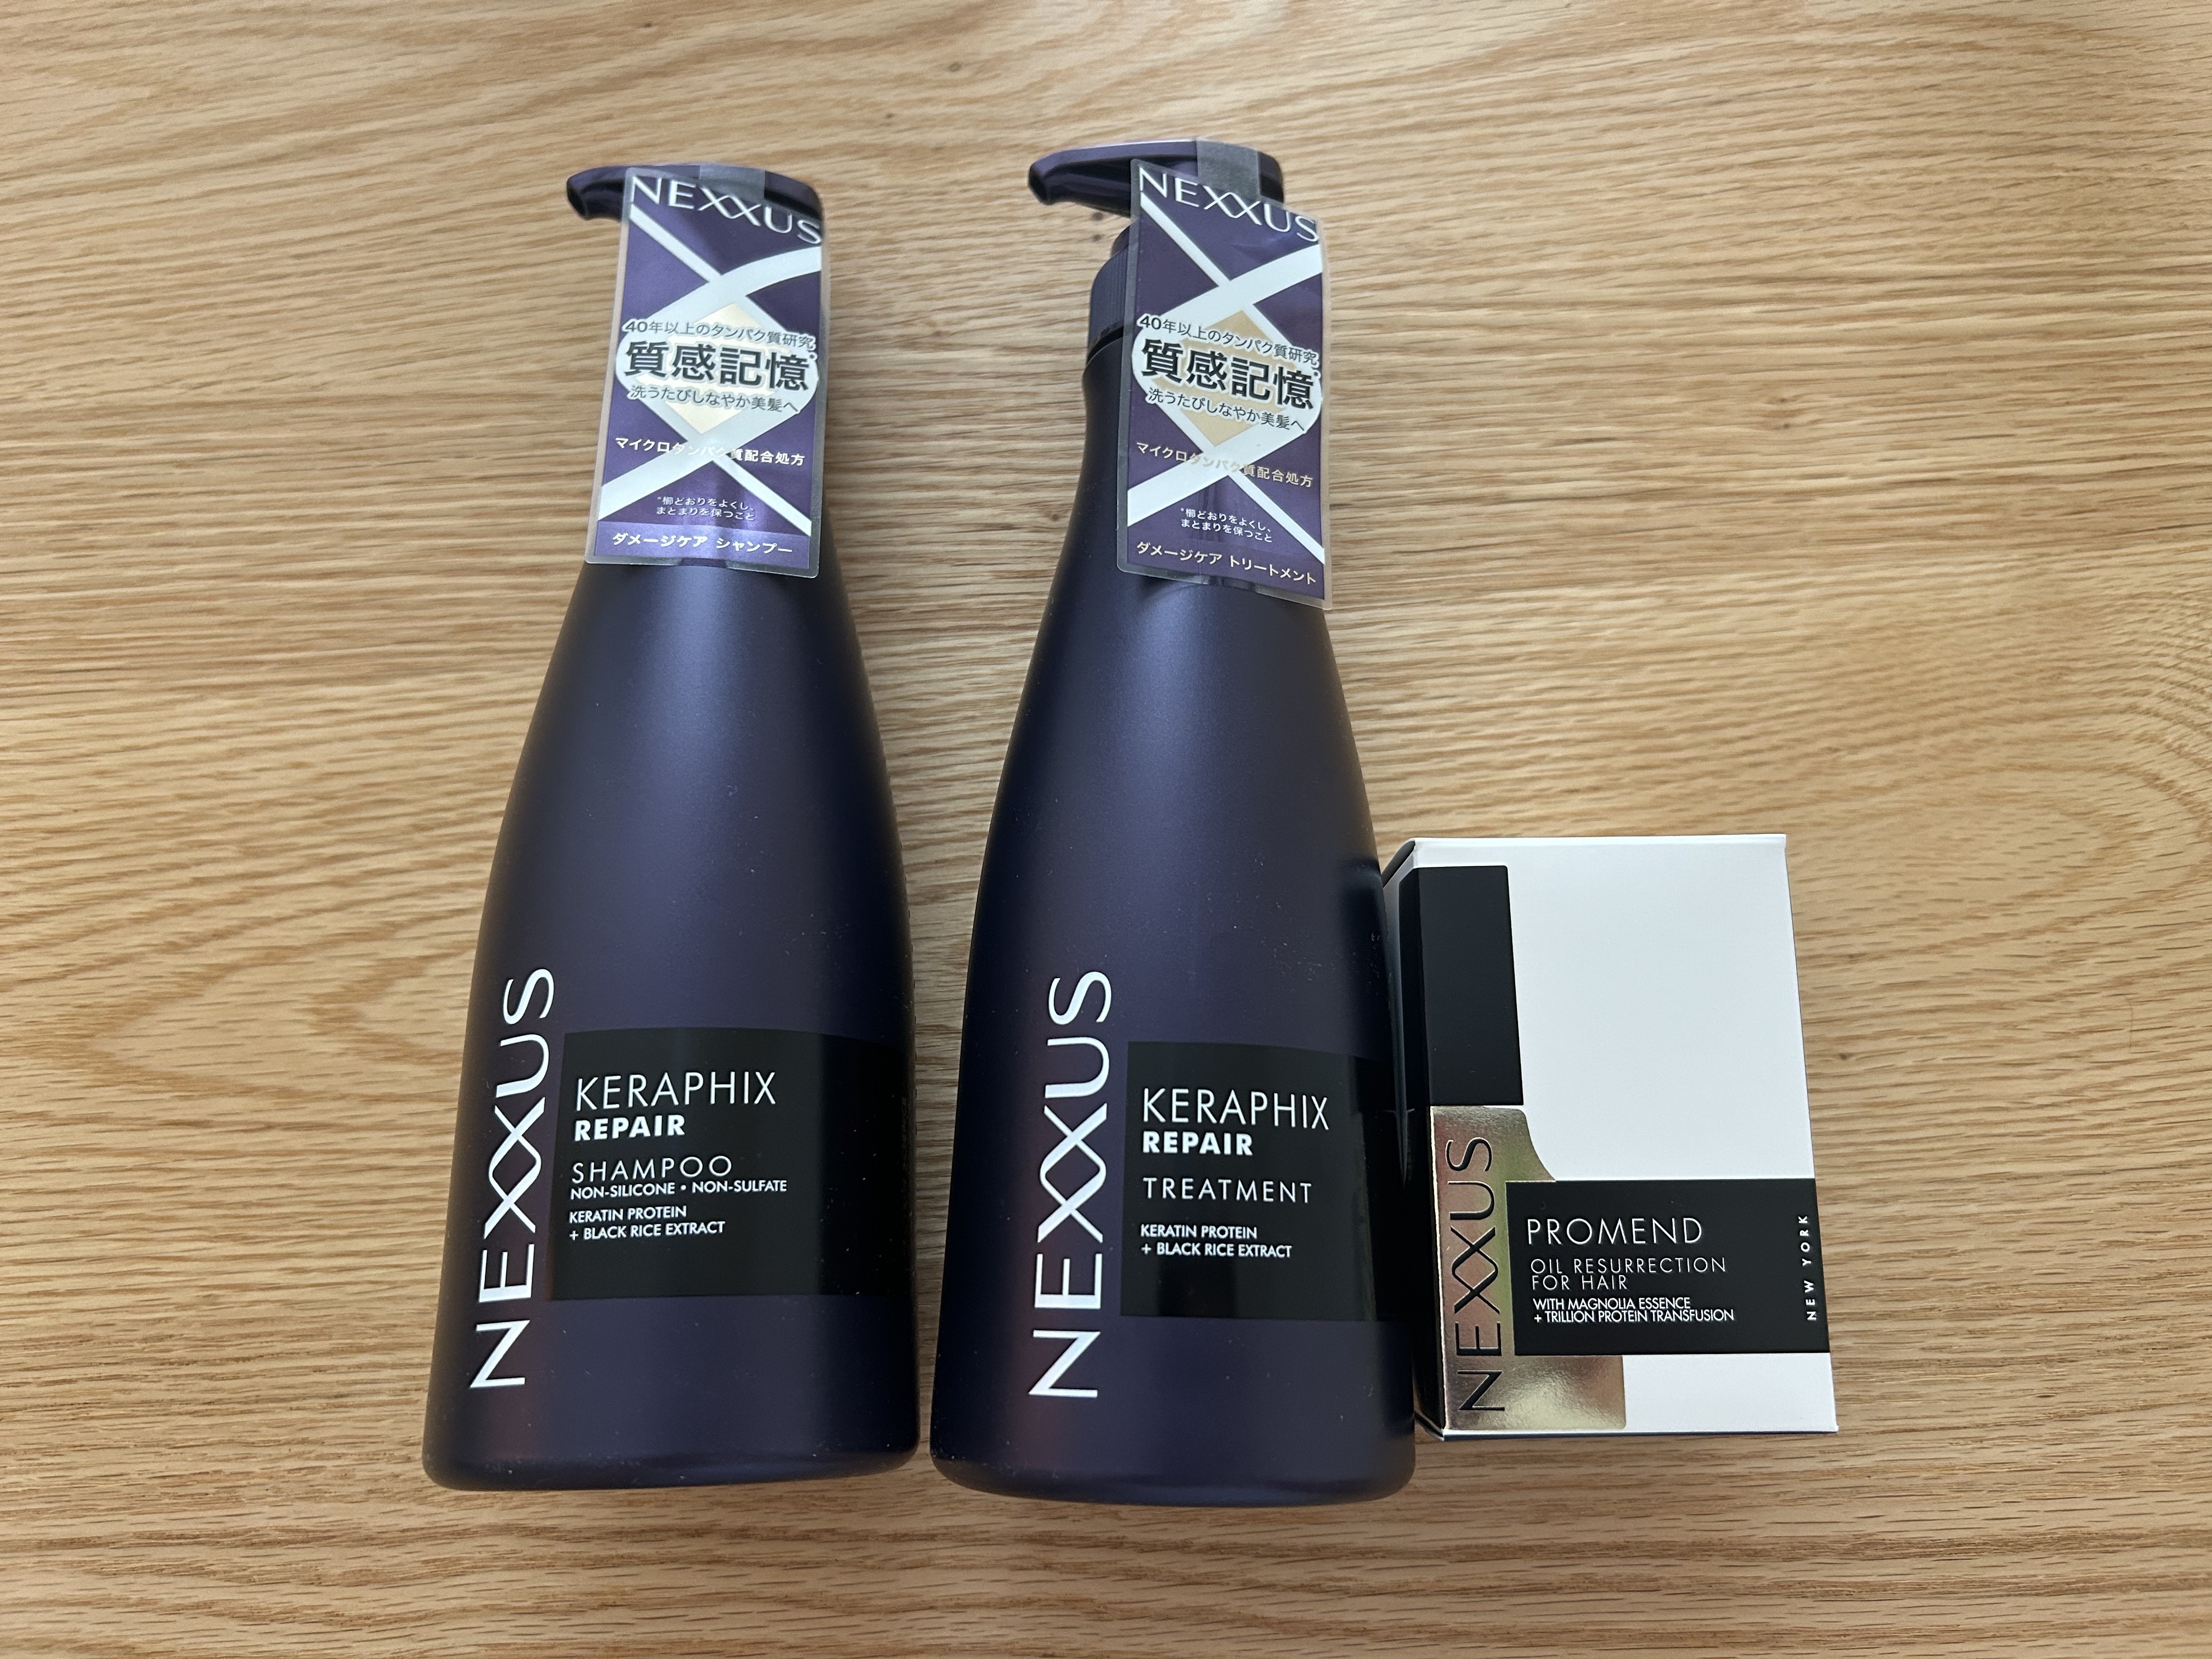 NEXXUS
40年以上のタンパク質研究
質感記憶*
洗うたびしなやか美髪へ
マイクロタンパク質配合処方
*櫛どおりをよくし、
まとまりを保つこと
ダメージケア シャンプー
NEXXUS
KERAPHIX
REPAIR
SHAMPOO
NON-SILICONE • NON-SULFATE
KERATIN PROTEIN
+ BLACK RICE EXTRACT
NEXXUS
40年以上のタンパク質研究
質感記憶*
洗うたびしなやか美髪へ
マイクロタンパク質配合処方
*櫛どおりをよくし、
まとまりを保つこと
ダメージケア トリートメント
NEXXUS
KERAPHIX
REPAIR
TREATMENT
KERATIN PROTEIN
+ BLACK RICE EXTRACT
NEXXUS
PROMEND
OIL RESURRECTION
FOR HAIR
WITH MAGNOLIA ESSENCE
+ TRILLION PROTEIN TRANSFUSION
NEW YORK